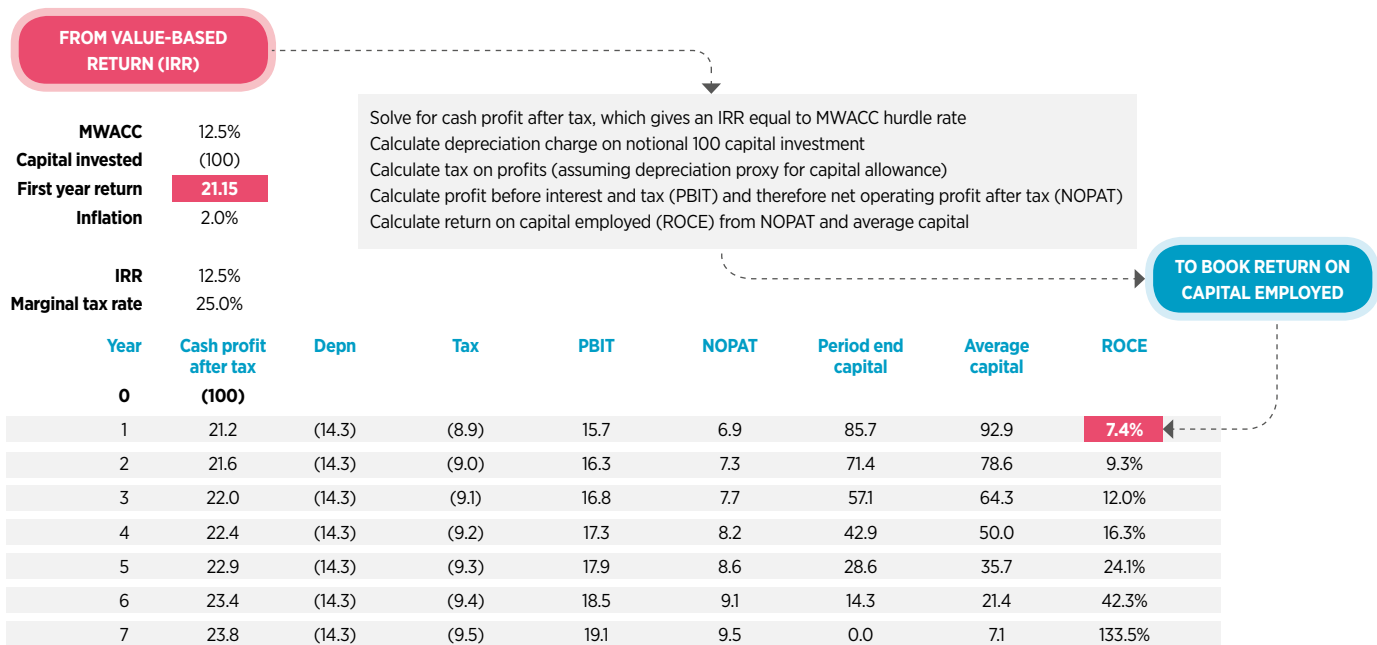 FROM VALUE-BASED
RETURN (IRR)
MWACC 12.5%
Capital invested (100)
First year return 21.15
Inflation 2.0%
IRR 12.5%
Marginal tax rate 25.0%
Solve for cash profit after tax, which gives an IRR equal to MWACC hurdle rate
Calculate depreciation charge on notional 100 capital investment
Calculate tax on profits (assuming depreciation proxy for capital allowance)
Calculate profit before interest and tax (PBIT) and therefore net operating profit after tax (NOPAT)
Calculate return on capital employed (ROCE) from NOPAT and average capital
TO BOOK RETURN ON
CAPITAL EMPLOYED
Year Cash profit Depn Tax PBIT NOPAT Period end Average ROCE
after tax capital capital
0 (100)
1 21.2 (14.3) (8.9) 15.7 6.9 85.7 92.9 7.4%
2 21.6 (14.3) (9.0) 16.3 7.3 71.4 78.6 9.3%
3 22.0 (14.3) (9.1) 16.8 7.7 57.1 64.3 12.0%
4 22.4 (14.3) (9.2) 17.3 8.2 42.9 50.0 16.3%
5 22.9 (14.3) (9.3) 17.9 8.6 28.6 35.7 24.1%
6 23.4 (14.3) (9.4) 18.5 9.1 14.3 21.4 42.3%
7 23.8 (14.3) (9.5) 19.1 9.5 0.0 7.1 133.5%